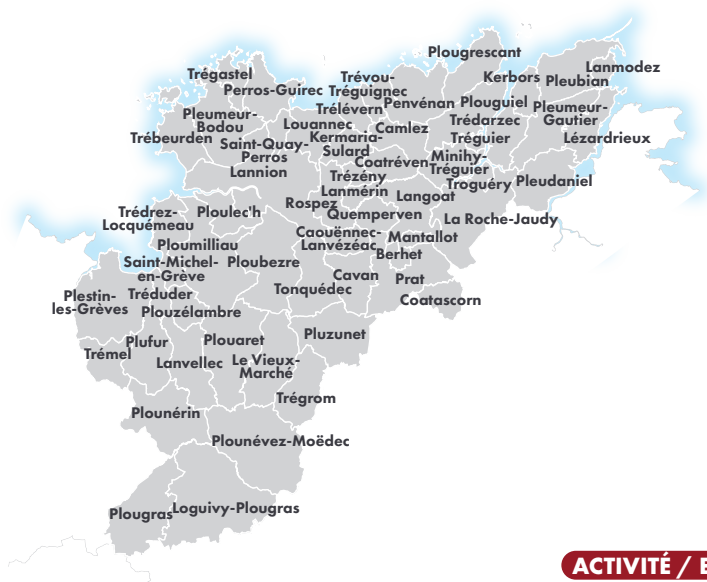 Plougrescant
Lanmodez
Trégastel
Trévou-
Tréguignec
Kerbors
Pleubian
Perros-Guirec
Trélévern
Penvénan
Plouguiel
Pleumeur-
Gautier
Pleumeur-
Bodou
Louannec
Camlez
Trédarzec
Trébeurden
Saint-Quay-
Perros
Kermaria-
Sulard
Tréguier
Lézardrieux
Coatréven
Minihy-
Tréguier
Lannion
Trézény
Troguéry
Pleudaniel
Lanmérin
Langoat
Rospez
Quemperven
La Roche-Jaudy
Trédrez-
Locquémeau
Ploulec'h
Caouënnec-
Lanvézéac
Mantallot
Ploumilliau
Berhet
Saint-Michel-
en-Grève
Ploubezre
Cavan
Prat
Tonquédec
Coatascorn
Plestin-
les-Grèves
Tréduder
Plouzélambre
Pluzunet
Plufur
Plouaret
Trémel
Lanvellec
Le Vieux-
Marché
Trégrom
Plounérin
Plounévez-Moëdec
Plougras
Loguivy-Plougras
ACTIVITÉ /